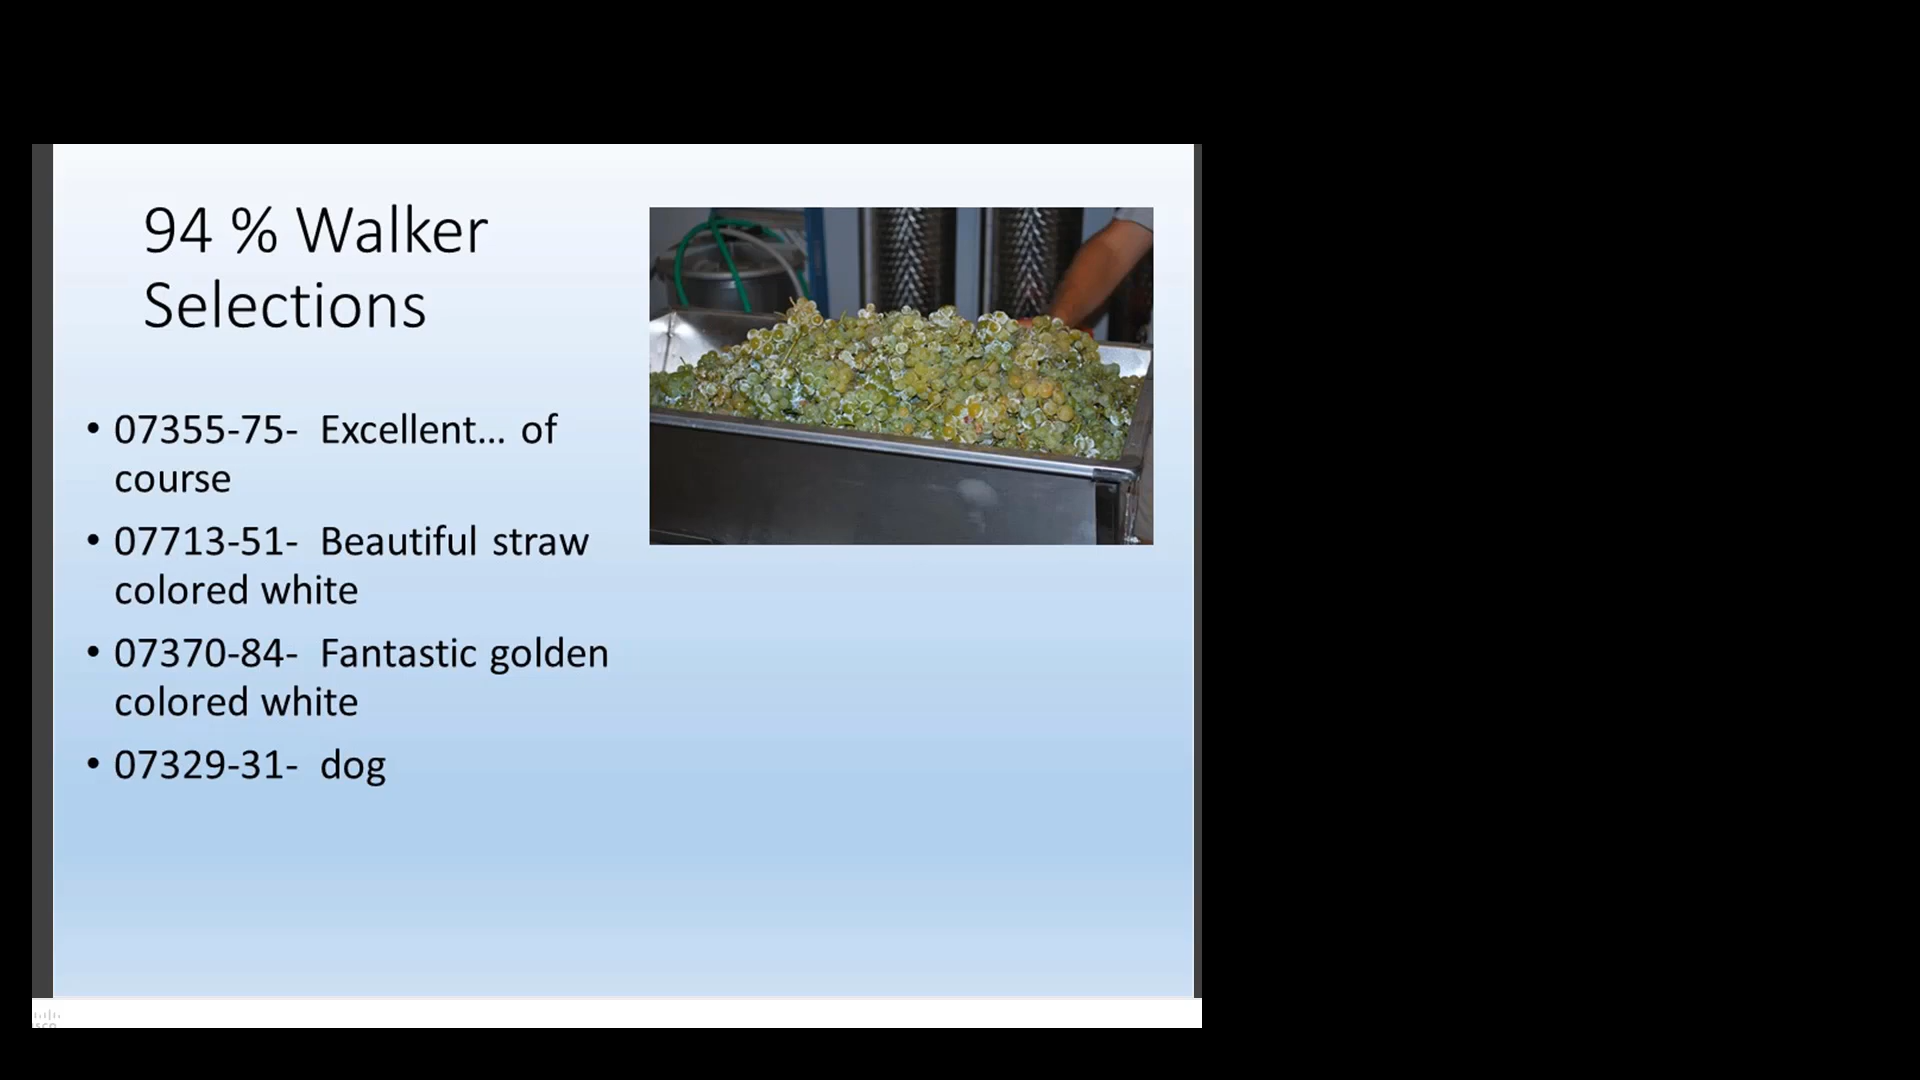 94 % Walker
Selections
• 07355-75-  Excellent... of
course
• 07713-51-  Beautiful straw
colored white
• 07370-84-  Fantastic golden
colored white
• 07329-31-  dog